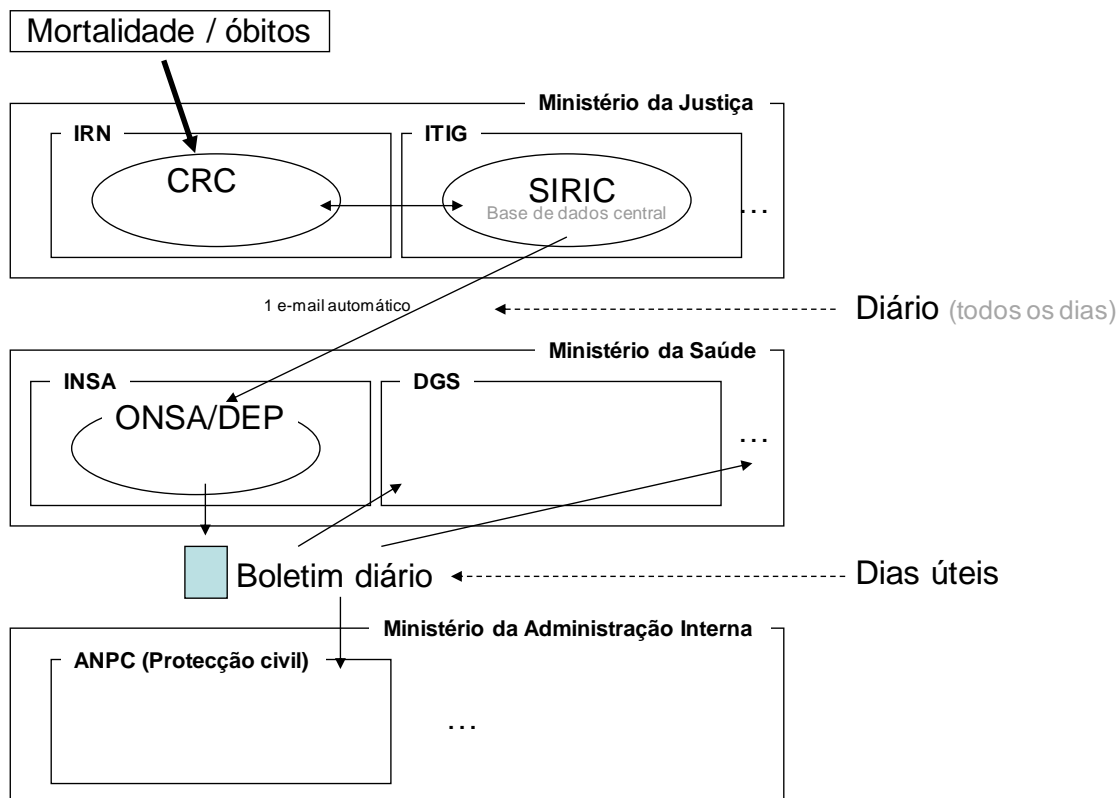 Mortalidade / óbitos
Ministério da Justiça
IRN
ITIG
CRC
SIRIC
Base de dados central
...
1 e-mail automático
Diário (todos os dias)
Ministério da Saúde
INSA
DGS
ONSA/DEP
...
Boletim diário
Dias úteis
Ministério da Administração Interna
ANPC (Protecção civil)
...